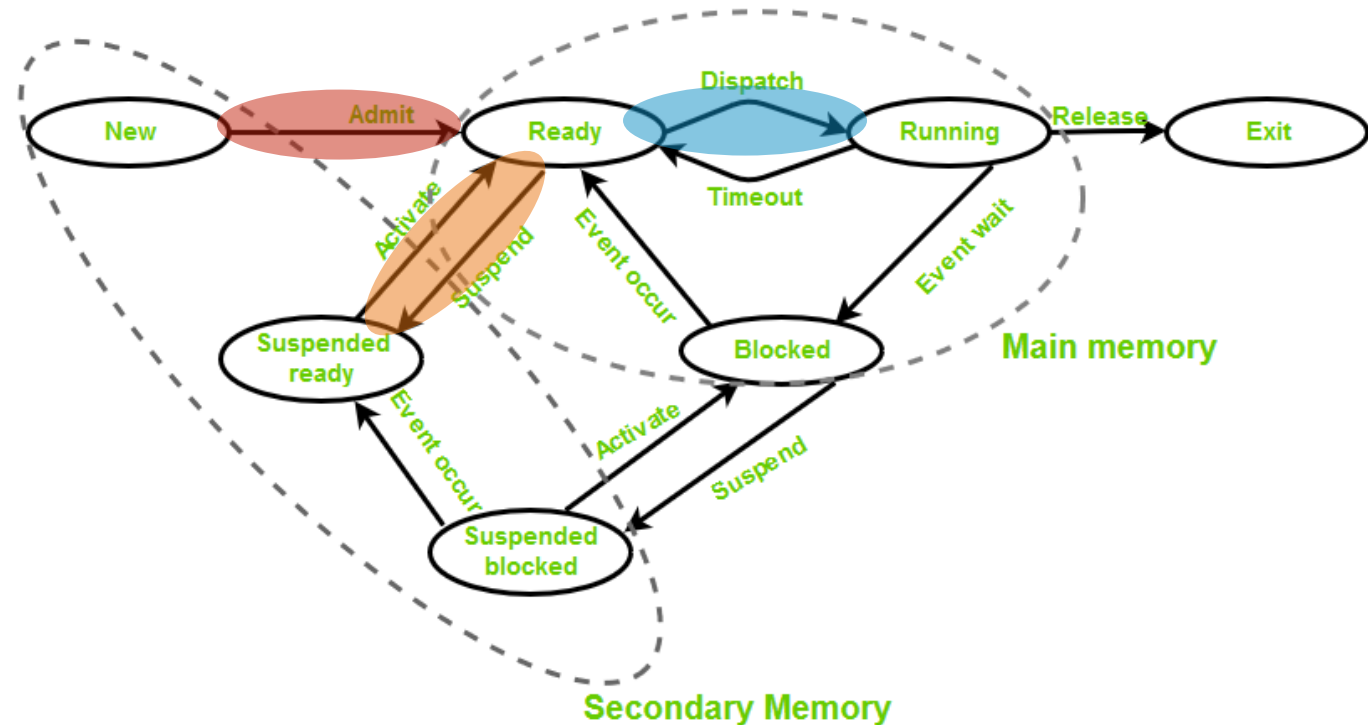 Dispatch
Admit
Release
New
Ready
Running
Exit
Timeout
Activate
Suspend
Event occur
Event wait
Suspended
ready
Blocked
Main memory
Event occur
Activate
Suspend
Suspended
blocked
Secondary Memory